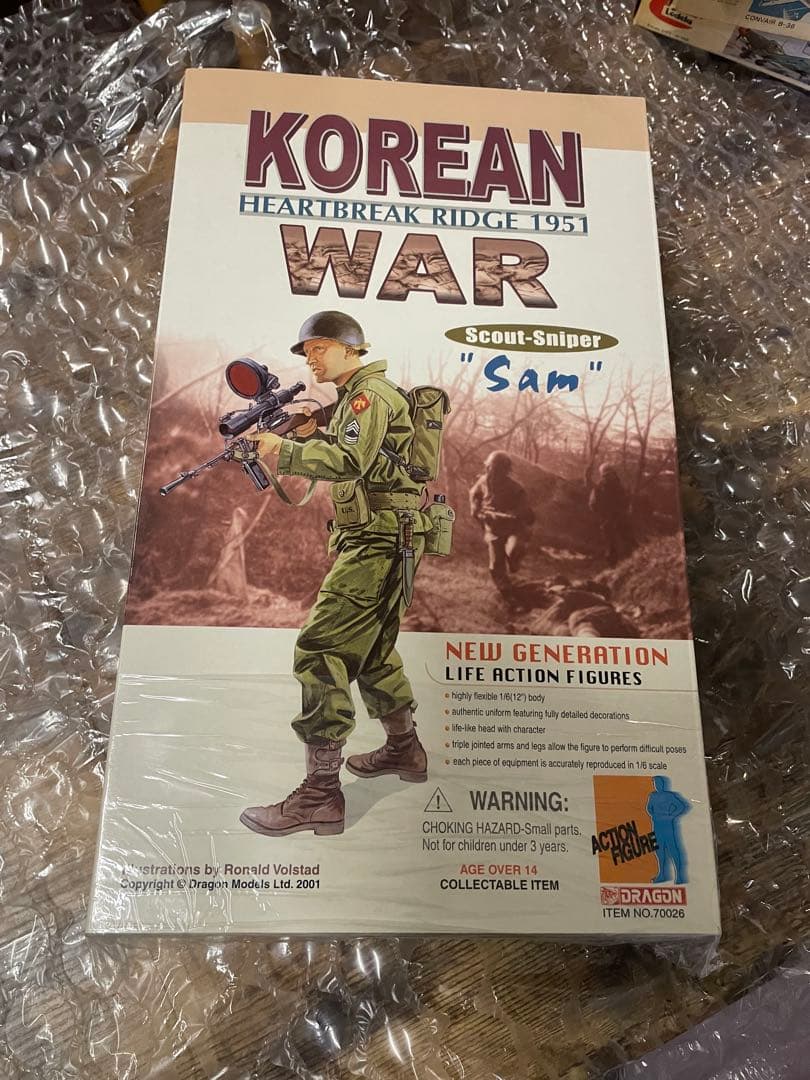 CONVAIR B-36
KOREAN
HEARTBREAK RIDGE 1951
WAR
Scout-Sniper
"Sam"
U.S.
NEW GENERATION
LIFE ACTION FIGURES
• highly flexible 1/6(12") body
• authentic uniform featuring fully detailed decorations
• life-like head with character
• triple jointed arms and legs allow the figure to perform difficult poses
• each piece of equipment is accurately reproduced in 1/6 scale
WARNING:
CHOKING HAZARD-Small parts.
Not for children under 3 years.
AGE OVER 14
COLLECTABLE ITEM
ACTION
FIGURE
DRAGON
ITEM NO.70026
Illustrations by Ronald Volstad
Copyright © Dragon Models Ltd. 2001